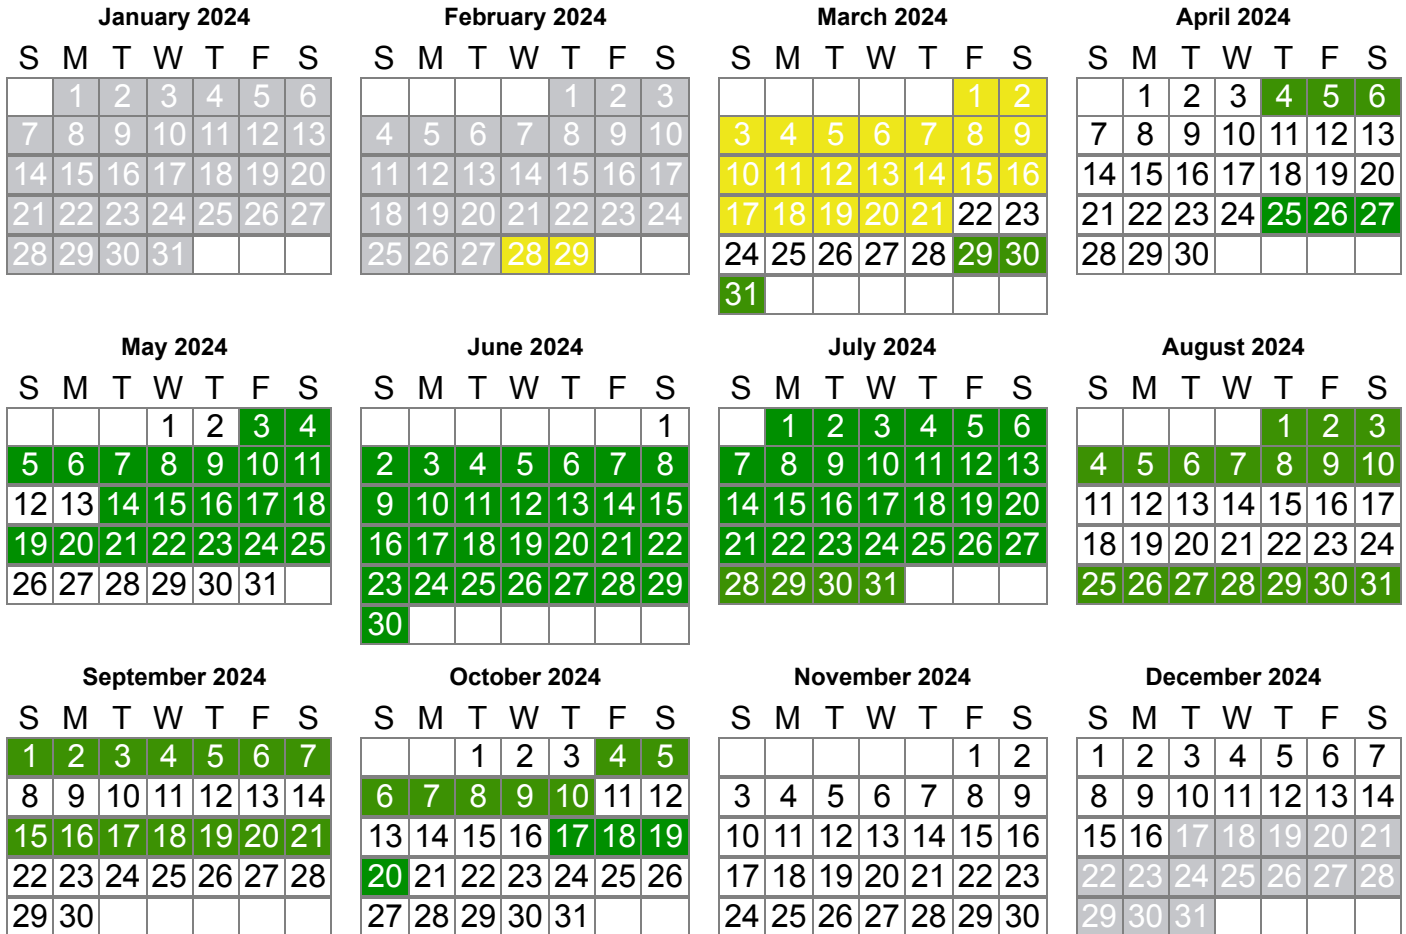 January 2024 February 2024 March 2024 April 2024
S M T W T F S S M T W T F S S M T W T F S S M T W T F S
1 2 3 4 5 6 1 2 3 1 2 1 2 3 4 5 6
7 8 9 10 11 12 13 4 5 6 7 8 9 10 3 4 5 6 7 8 9 7 8 9 10 11 12 13
14 15 16 17 18 19 20 11 12 13 14 15 16 17 10 11 12 13 14 15 16 14 15 16 17 18 19 20
21 22 23 24 25 26 27 18 19 20 21 22 23 24 17 18 19 20 21 22 23 21 22 23 24 25 26 27
28 29 30 31 25 26 27 28 29 24 25 26 27 28 29 30 28 29 30
31
May 2024 June 2024 July 2024 August 2024
S M T W T F S S M T W T F S S M T W T F S S M T W T F S
1 2 3 4 1 1 2 3 4 5 6 1 2 3
5 6 7 8 9 10 11 2 3 4 5 6 7 8 7 8 9 10 11 12 13 4 5 6 7 8 9 10
12 13 14 15 16 17 18 9 10 11 12 13 14 15 14 15 16 17 18 19 20 11 12 13 14 15 16 17
19 20 21 22 23 24 25 16 17 18 19 20 21 22 21 22 23 24 25 26 27 18 19 20 21 22 23 24
26 27 28 29 30 31 23 24 25 26 27 28 29 28 29 30 31 25 26 27 28 29 30 31
30
September 2024 October 2024 November 2024 December 2024
S M T W T F S S M T W T F S S M T W T F S S M T W T F S
1 2 3 4 5 6 7 1 2 3 4 5 1 2 1 2 3 4 5 6 7
8 9 10 11 12 13 14 6 7 8 9 10 11 12 3 4 5 6 7 8 9 8 9 10 11 12 13 14
15 16 17 18 19 20 21 13 14 15 16 17 18 19 10 11 12 13 14 15 16 15 16 17 18 19 20 21
22 23 24 25 26 27 28 20 21 22 23 24 25 26 17 18 19 20 21 22 23 22 23 24 25 26 27 28
29 30 27 28 29 30 31 24 25 26 27 28 29 30 29 30 31